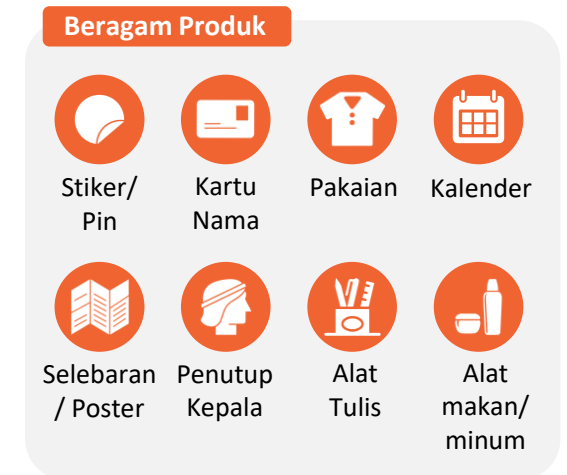 Beragam Produk
Stiker/
Pin
Kartu
Nama
Pakaian
Kalender
Selebaran
/ Poster
Penutup
Kepala
Alat
Tulis
Alat
makan/
minum